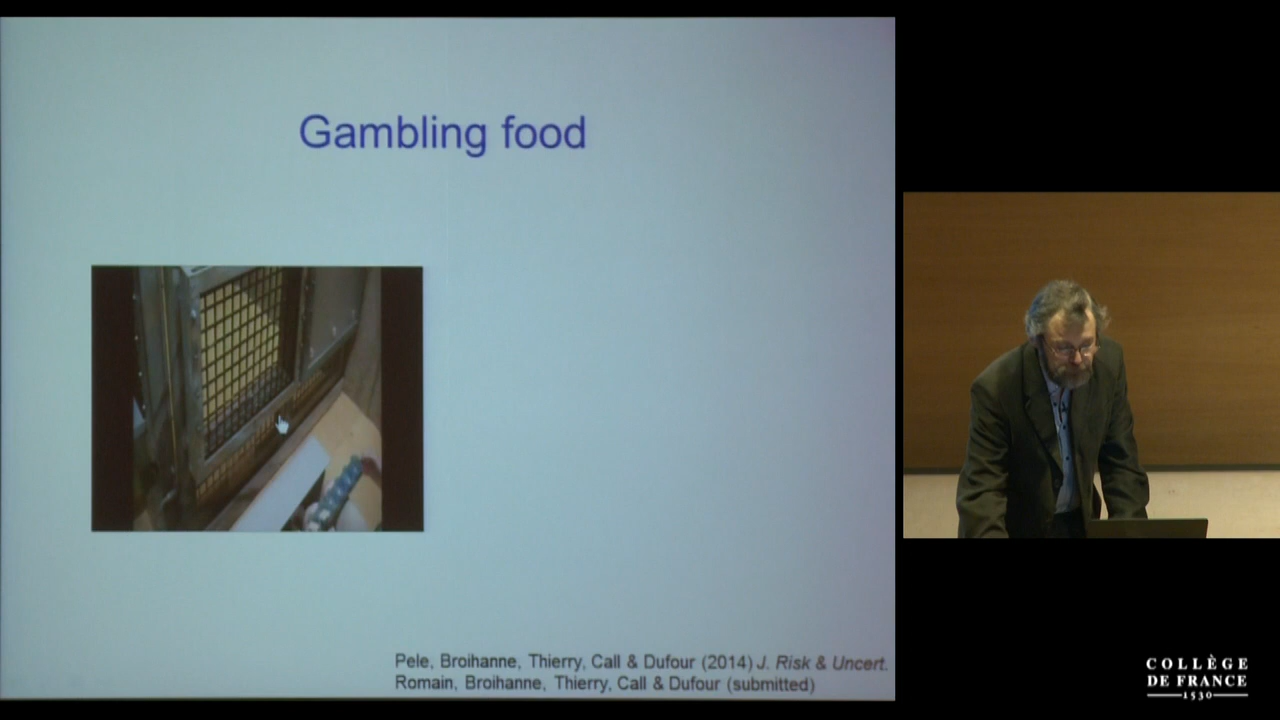 Gambling food
Pele, Broihanne, Thierry, Call & Dufour (2014) J. Risk & Uncert.
Romain, Broihanne, Thierry, Call & Dufour (submitted)
COLLÈGE
DE FRANCE
1530